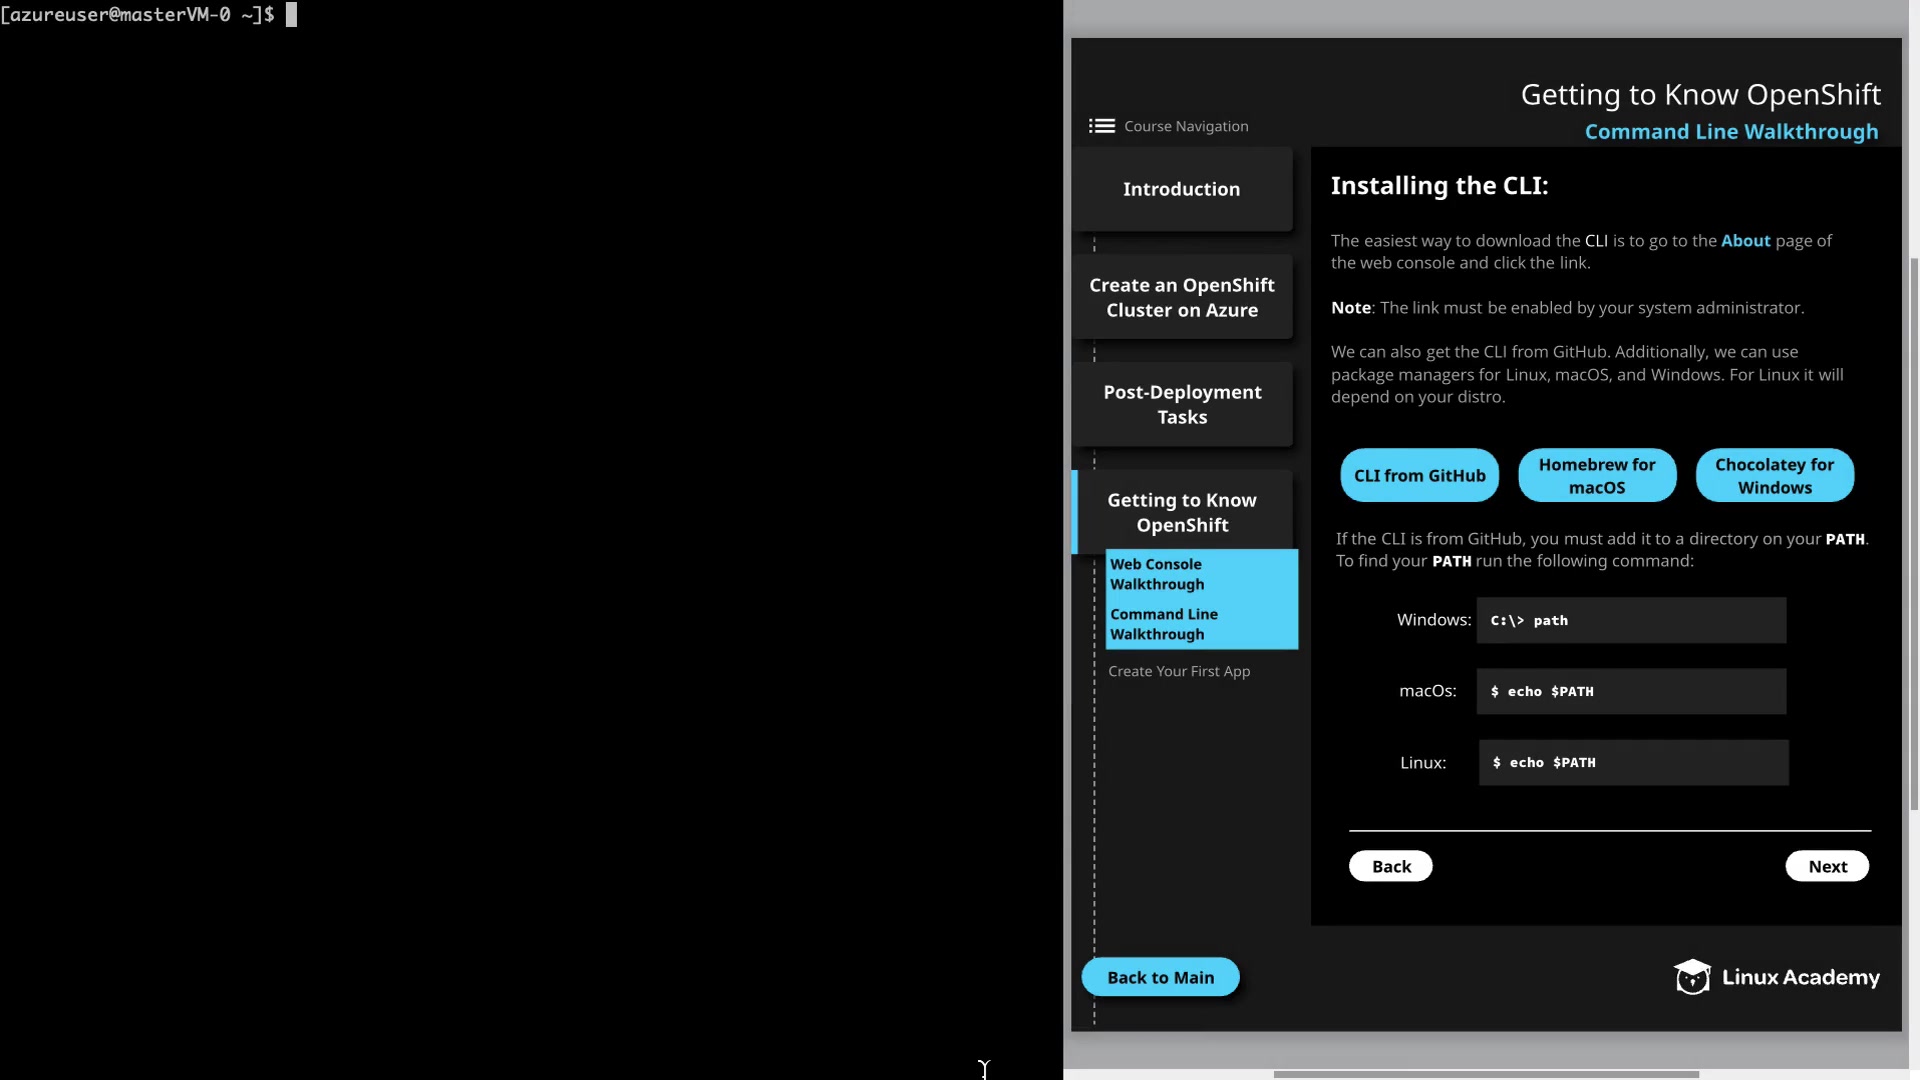 [azureuser@masterVM-0 ~]$
Getting to Know OpenShift
Command Line Walkthrough
Course Navigation
Introduction
Create an OpenShift
Cluster on Azure
Post-Deployment
Tasks
Getting to Know
OpenShift
Web Console
Walkthrough
Command Line
Walkthrough
Create Your First App
Back to Main
Installing the CLI:
The easiest way to download the CLI is to go to the About page of
the web console and click the link.
Note: The link must be enabled by your system administrator.
We can also get the CLI from GitHub. Additionally, we can use
package managers for Linux, macOS, and Windows. For Linux it will
depend on your distro.
CLI from GitHub
Homebrew for
macOS
Chocolatey for
Windows
If the CLI is from GitHub, you must add it to a directory on your PATH.
To find your PATH run the following command:
Windows: C:\> path
macOs: $ echo $PATH
Linux: $ echo $PATH
Back
Next
Linux Academy